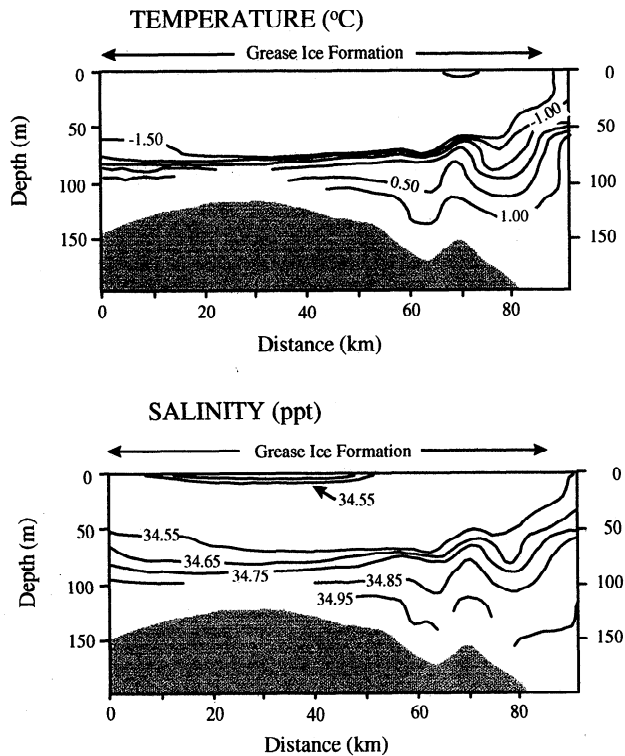 TEMPERATURE (°C)
Grease Ice Formation
0 0
-1.50 -1.00
50 50
0.50
100 100
1.00
150 150
Depth (m)
0 20 40 60 80
Distance (km)
SALINITY (ppt)
Grease Ice Formation
0 0
34.55
50 50
34.55
34.65
34.75 34.85
100 100
34.95
150 150
Depth (m)
0 20 40 60 80
Distance (km)